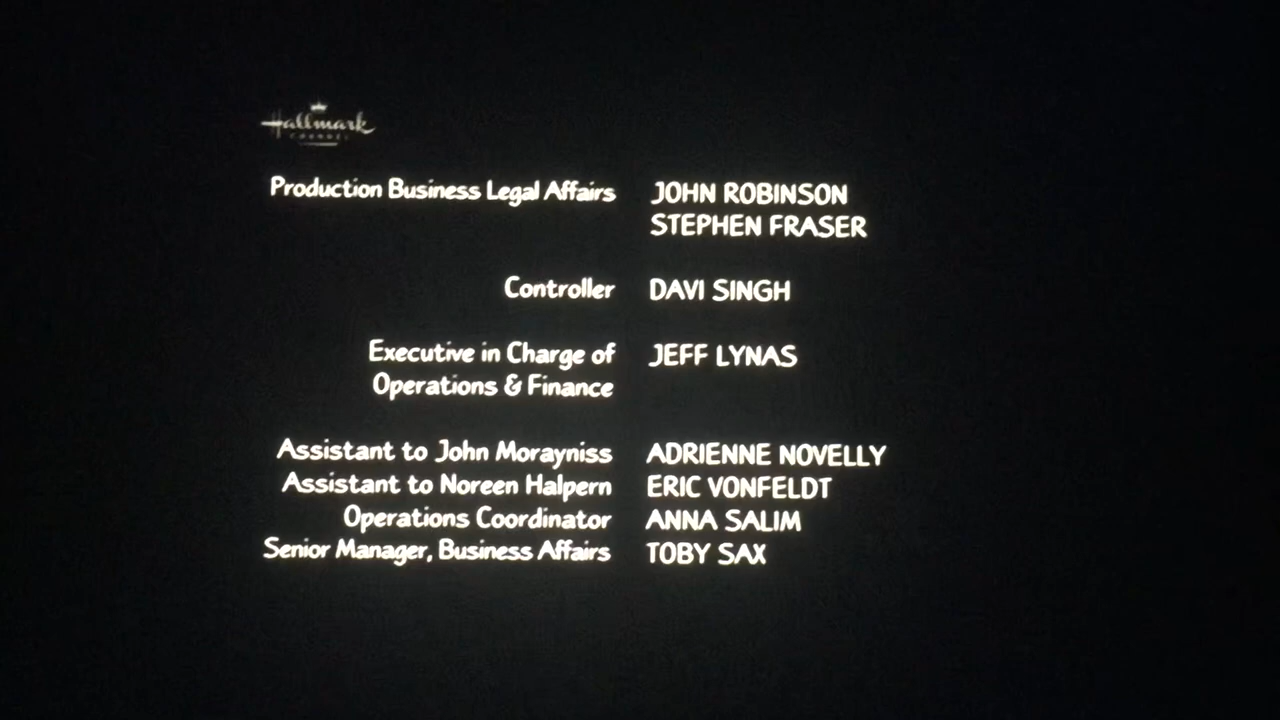 Hallmark
CHANNEL
Production Business Legal Affairs JOHN ROBINSON
STEPHEN FRASER
Controller DAVI SINGH
Executive in Charge of JEFF LYNAS
Operations & Finance
Assistant to John Morayniss ADRIENNE NOVELLY
Assistant to Noreen Halpern ERIC VONFELDT
Operations Coordinator ANNA SALIM
Senior Manager, Business Affairs TOBY SAX